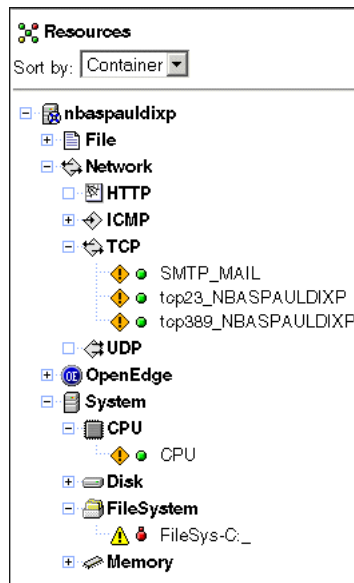 Resources
Sort by: Container
nbaspauldixp
File
Network
HTTP
ICMP
TCP
SMTP_MAIL
tcp23_NBASPAULDIXP
tcp389_NBASPAULDIXP
UDP
OE OpenEdge
System
CPU
CPU
Disk
FileSystem
FileSys-C:_
Memory